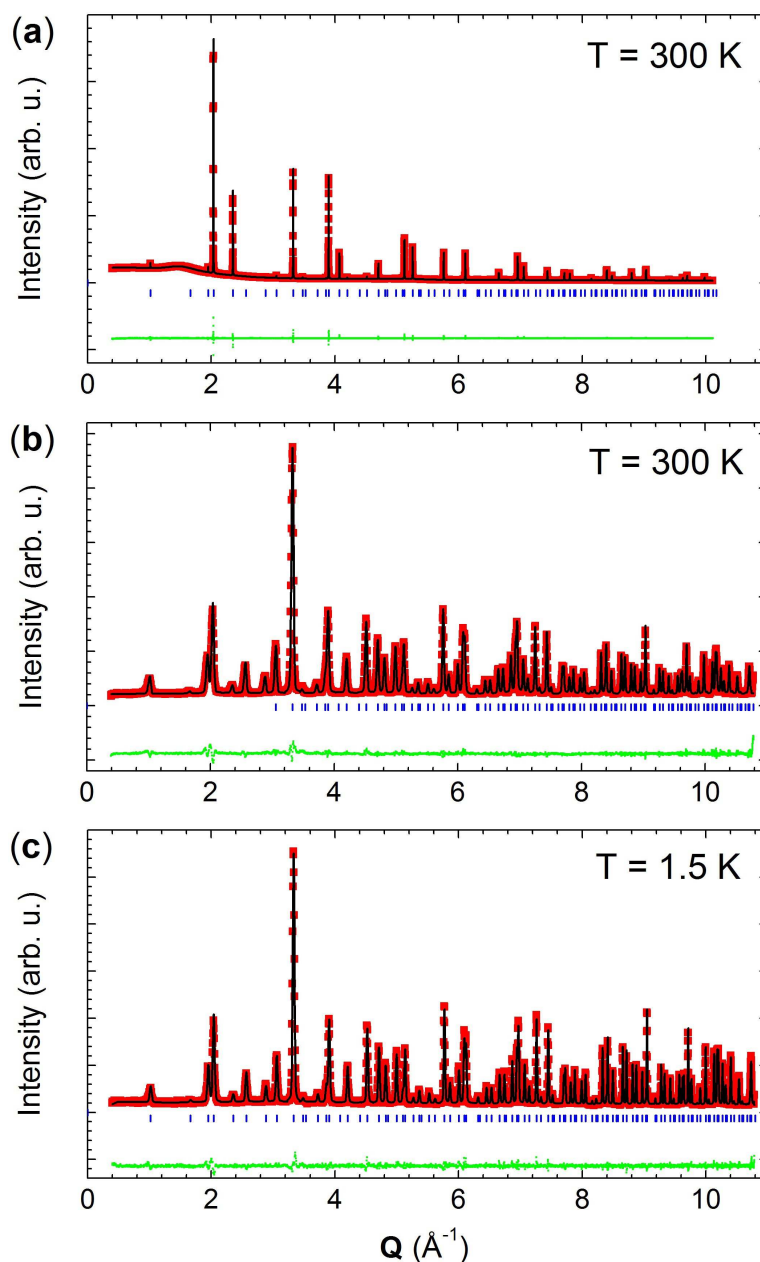 (a)
T = 300 K
Intensity (arb. u.)
0 2 4 6 8 10
(b)
T = 300 K
Intensity (arb. u.)
0 2 4 6 8 10
(c)
T = 1.5 K
Intensity (arb. u.)
0 2 4 6 8 10
Q (Å⁻¹)